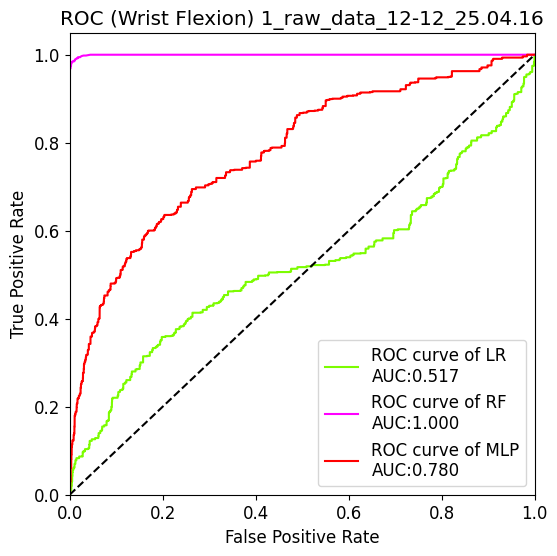 ROC (Wrist Flexion) 1_raw_data_12-12_25.04.16
True Positive Rate
1.0
0.8
0.6
0.4
0.2
0.0
ROC curve of LR
AUC:0.517
ROC curve of RF
AUC:1.000
ROC curve of MLP
AUC:0.780
0.0 0.2 0.4 0.6 0.8 1.0
False Positive Rate